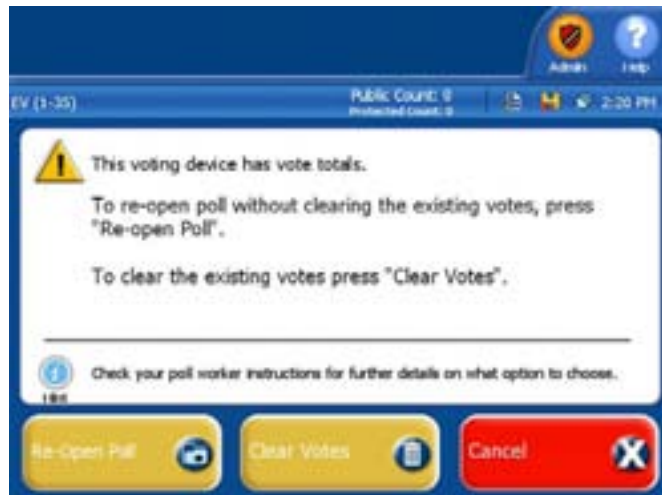 Admin
Help
EV (1-35)
Public Count: 0
Protected Count: 0
2:20 PM
This voting device has vote totals.
To re-open poll without clearing the existing votes, press
"Re-open Poll".
To clear the existing votes press "Clear Votes".
Hint
Check your poll worker instructions for further details on what option to choose.
Re-Open Poll
Clear Votes
Cancel